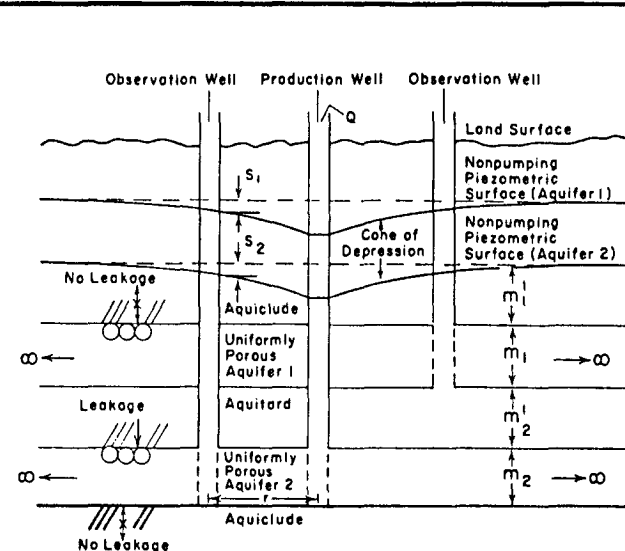 Observation Well
Production Well
Observation Well
Q
Land Surface
S1
Nonpumping
Piezometric
Surface (Aquifer 1)
S2
Cone of
Depression
Nonpumping
Piezometric
Surface (Aquifer 2)
No Leakage
Aquiclude
m'1
Uniformly
Porous
Aquifer 1
∞
m1
∞
Leakage
Aquitard
m'2
∞
Uniformly
Porous
Aquifer 2
m2
∞
r
Aquiclude
No Leakage